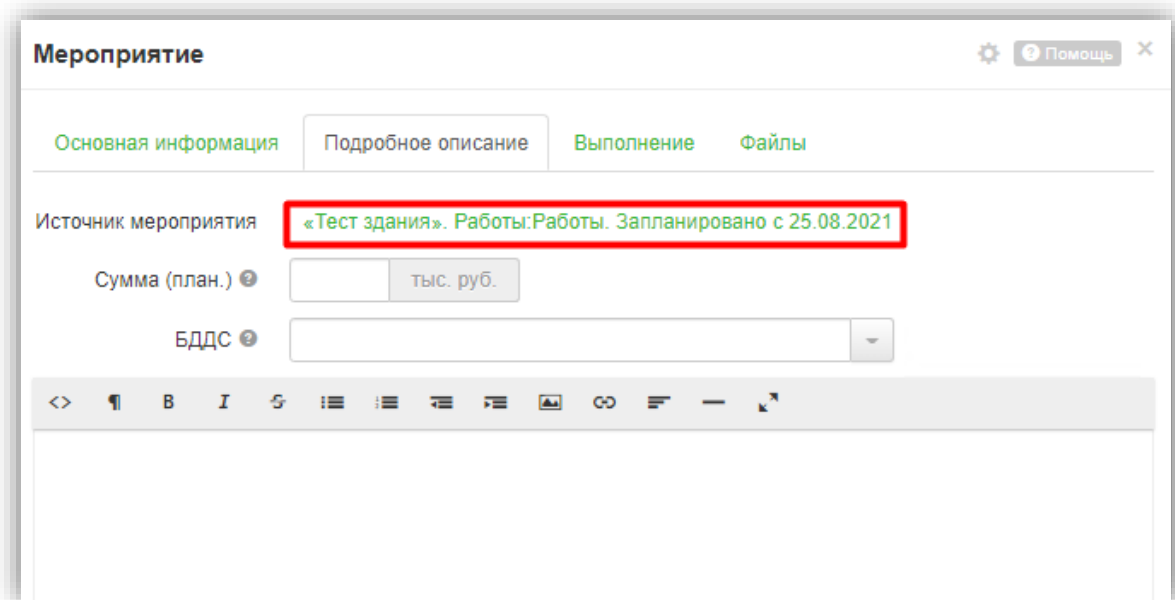 Мероприятие
? Помощь ×
Основная информация Подробное описание Выполнение Файлы
Источник мероприятия «Тест здания». Работы:Работы. Запланировано с 25.08.2021
Сумма (план.) ? тыс. руб.
БДДС ?
<> ¶ B I S